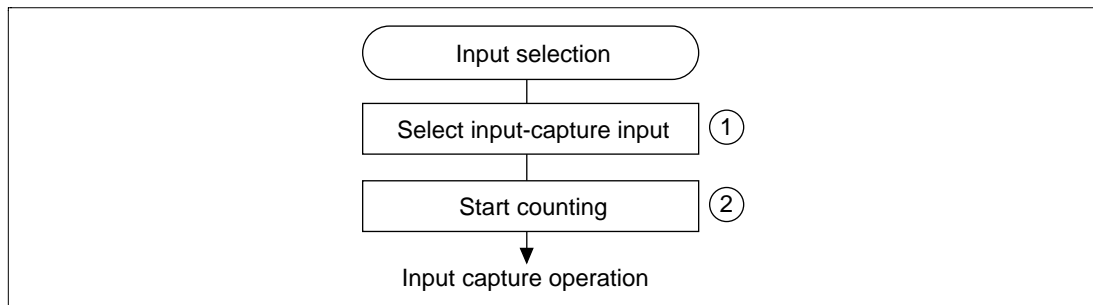 Input selection
Select input-capture input
1
Start counting
2
Input capture operation